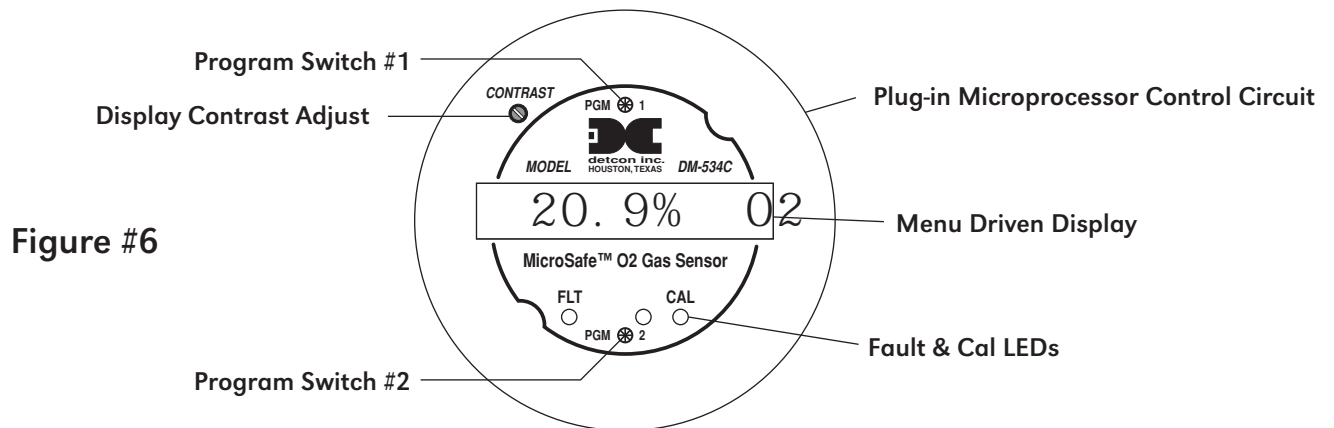 Program Switch #1
Display Contrast Adjust
CONTRAST
PGM 1
Plug-in Microprocessor Control Circuit
detcon inc.
MODEL HOUSTON, TEXAS DM-534C
20. 9% O2
Menu Driven Display
Figure #6
MicroSafe™ O2 Gas Sensor
FLT CAL
Fault & Cal LEDs
PGM 2
Program Switch #2